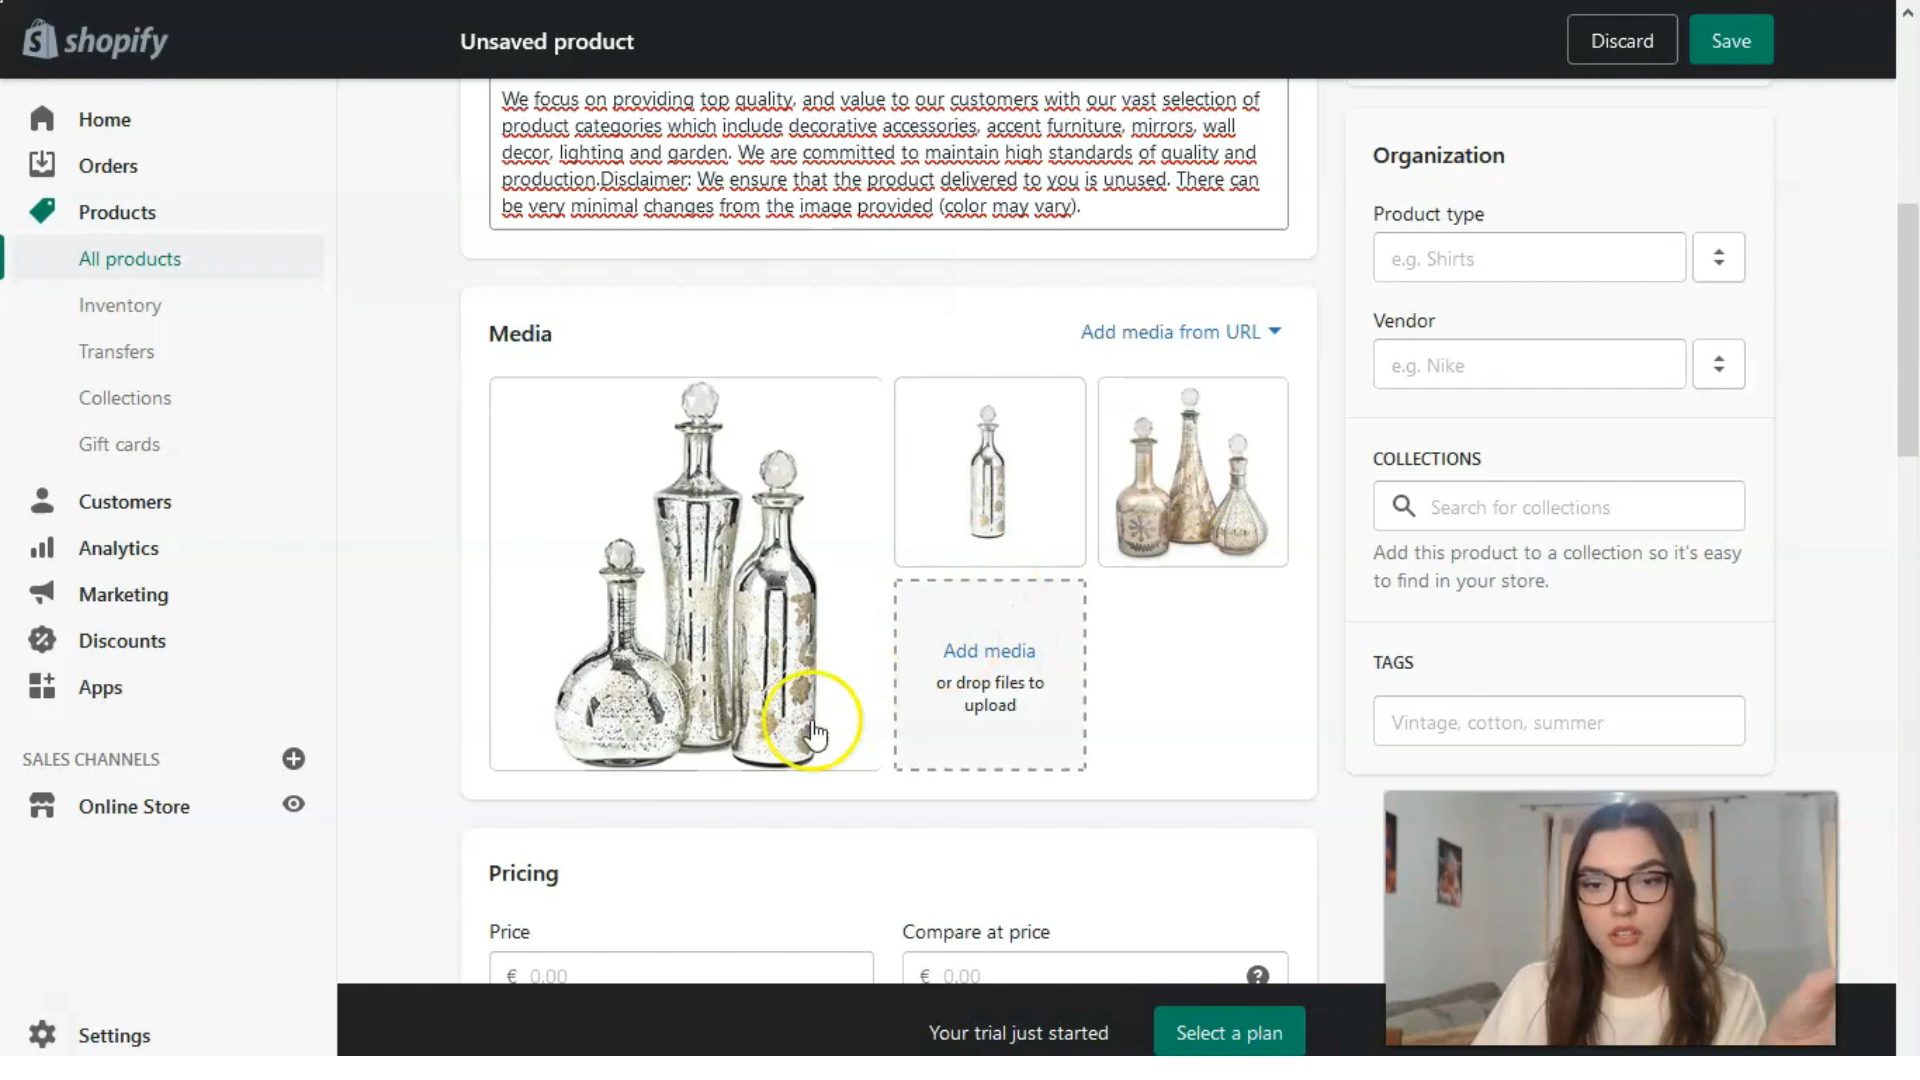 shopify
Unsaved product
Discard
Save
Home
Orders
Products
All products
Inventory
Transfers
Collections
Gift cards
Customers
Analytics
Marketing
Discounts
Apps
SALES CHANNELS
Online Store
Settings
We focus on providing top quality, and value to our customers with our vast selection of
product categories which include decorative accessories, accent furniture, mirrors, wall
decor, lighting and garden. We are committed to maintain high standards of quality and
production.Disclaimer: We ensure that the product delivered to you is unused. There can
be very minimal changes from the image provided (color may vary).
Media
Add media from URL
Add media
or drop files to
upload
Pricing
Price
Compare at price
€ 0.00
€ 0.00
Organization
Product type
e.g. Shirts
Vendor
e.g. Nike
COLLECTIONS
Search for collections
Add this product to a collection so it's easy
to find in your store.
TAGS
Vintage, cotton, summer
Your trial just started
Select a plan